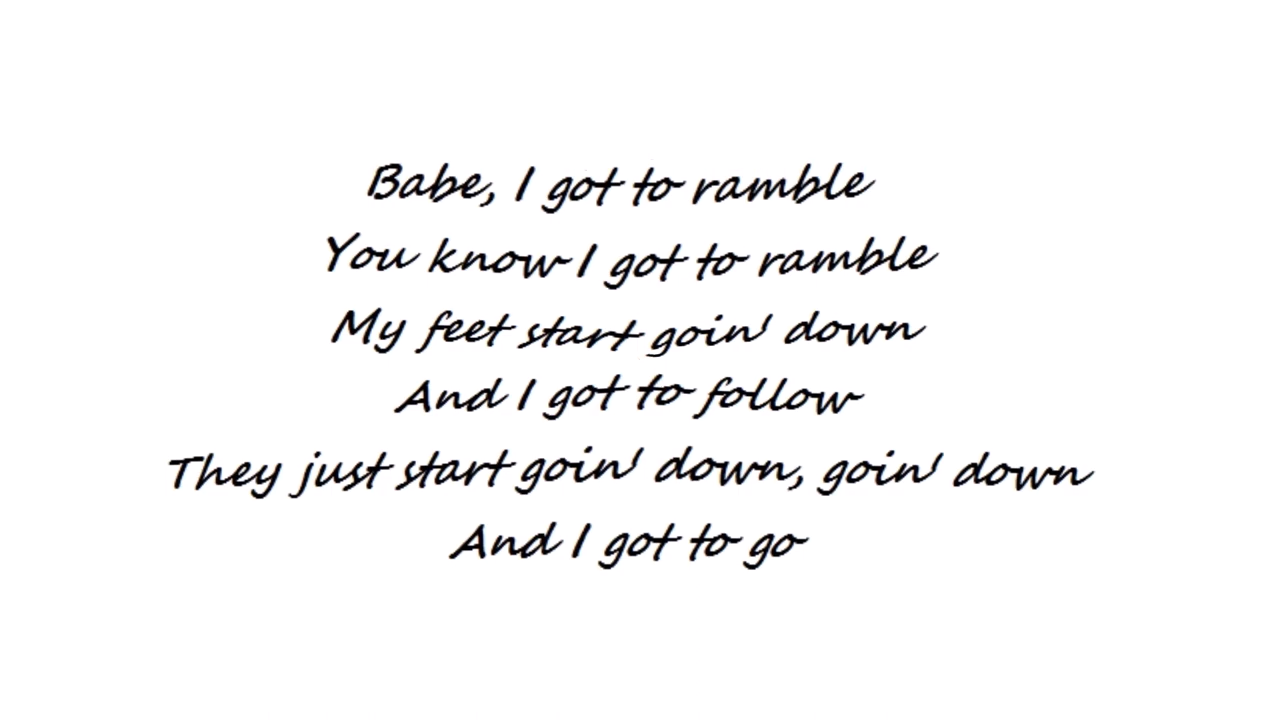 Babe, I got to ramble
You know I got to ramble
My feet start goin' down
And I got to follow
They just start goin' down, goin' down
And I got to go